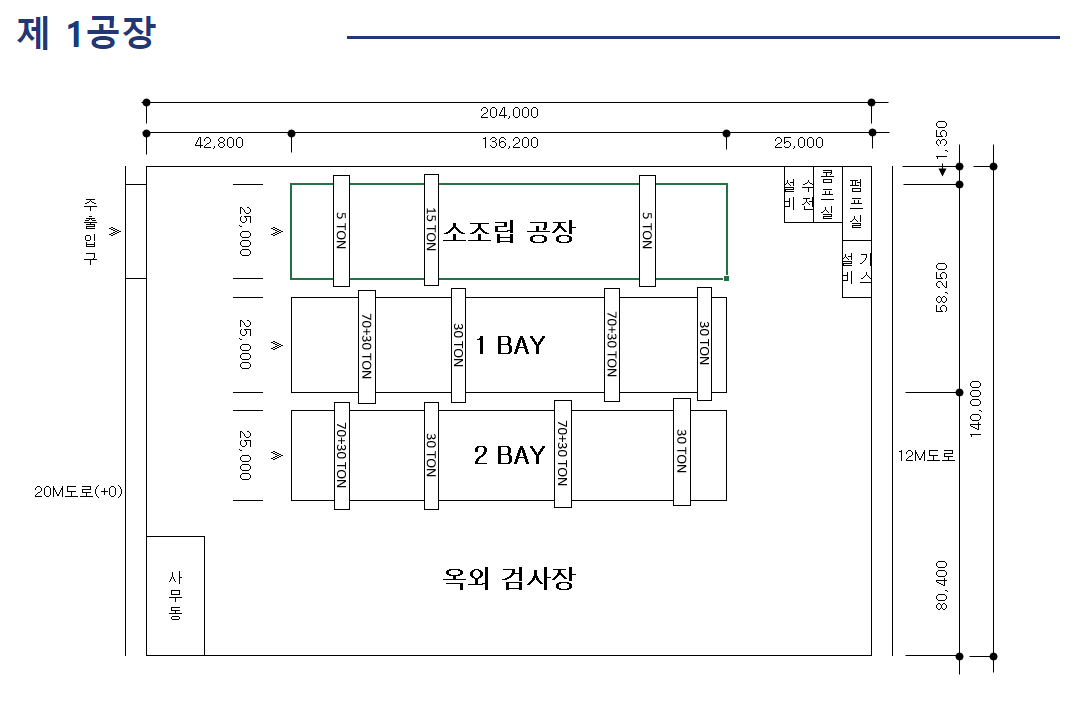 제 1공장
204,000
42,800
136,200
25,000
1,350
주출입구
25,000
5 TON
15 TON
소조립 공장
5 TON
설비
수전
콤프실
펌프실
설비
가스
58,250
25,000
70+30 TON
30 TON
1 BAY
70+30 TON
30 TON
140,000
25,000
70+30 TON
30 TON
2 BAY
70+30 TON
30 TON
12M도로
20M도로(+0)
사무동
옥외 검사장
80,400